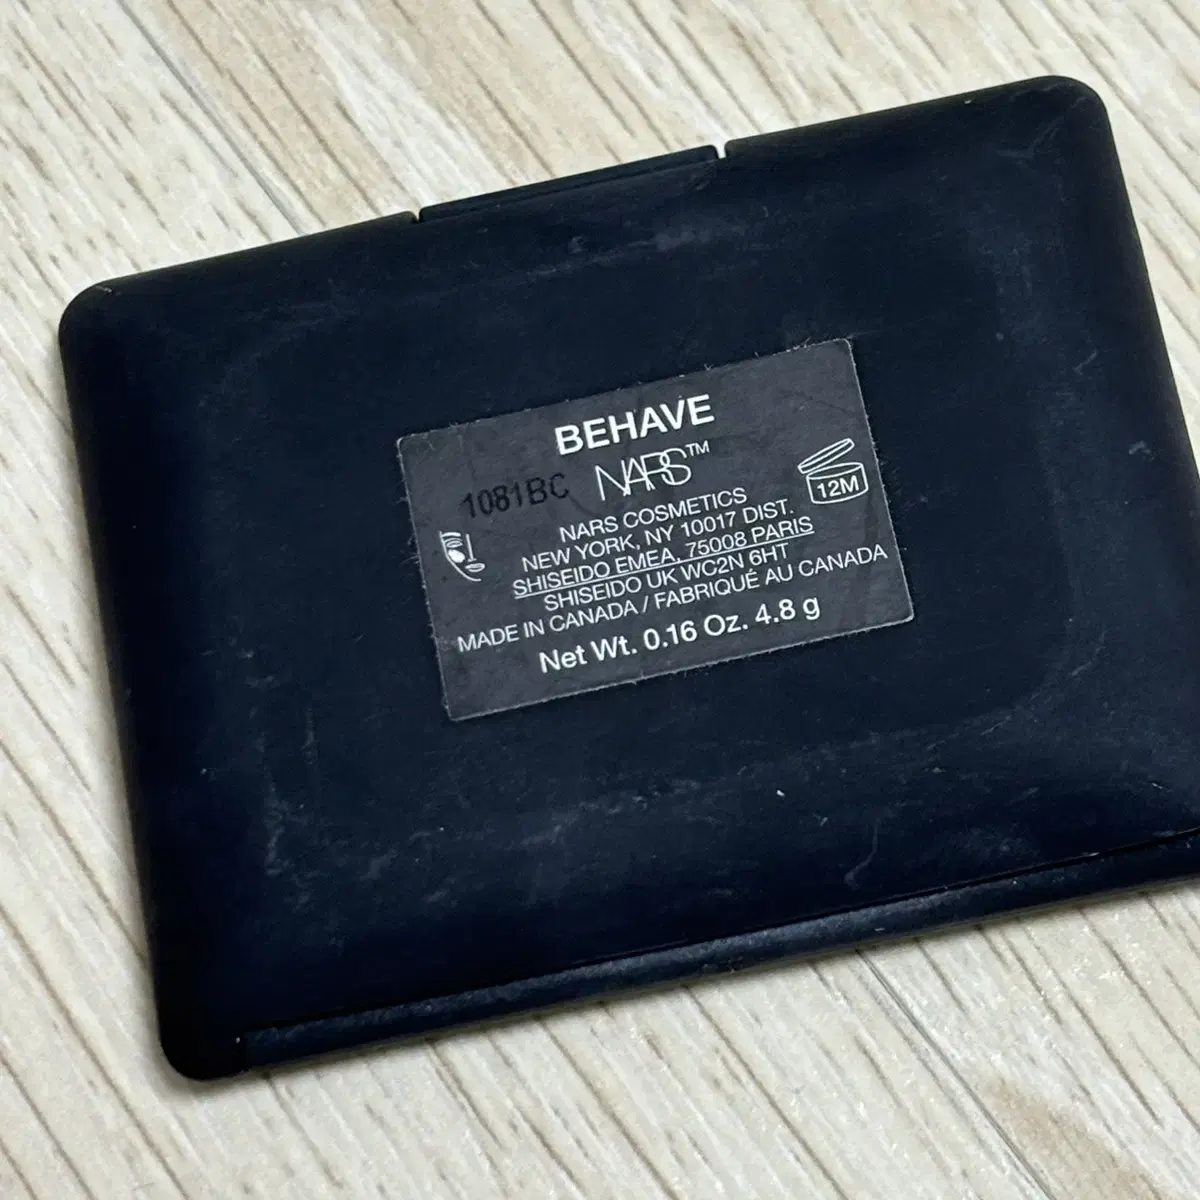 BEHAVE
1081BC NARS™
12M
NARS COSMETICS
NEW YORK, NY 10017 DIST.
SHISEIDO EMEA, 75008 PARIS
SHISEIDO UK WC2N 6HT
MADE IN CANADA / FABRIQUÉ AU CANADA
Net Wt. 0.16 Oz. 4.8 g